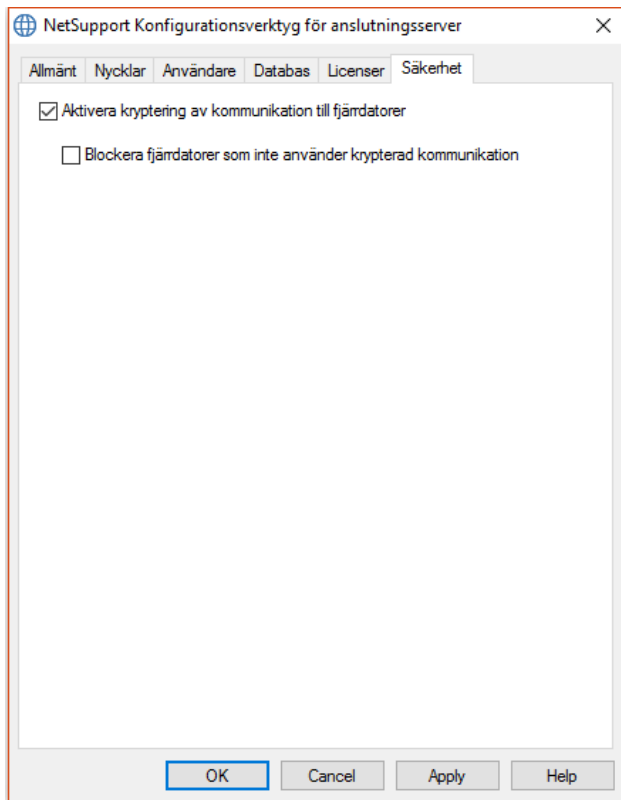 NetSupport Konfigurationsverktyg för anslutningsserver
Allmänt Nycklar Användare Databas Licenser Säkerhet
Aktivera kryptering av kommunikation till fjärrdatorer
Blockera fjärrdatorer som inte använder krypterad kommunikation
OK Cancel Apply Help